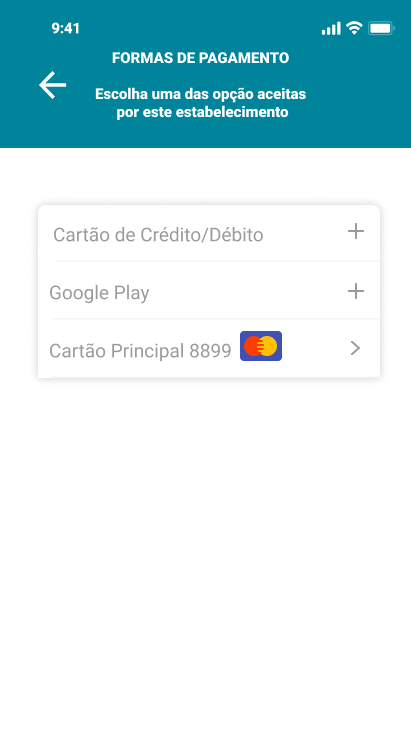 9:41
FORMAS DE PAGAMENTO
Escolha uma das opção aceitas
por este estabelecimento
Cartão de Crédito/Débito
Google Play
Cartão Principal 8899